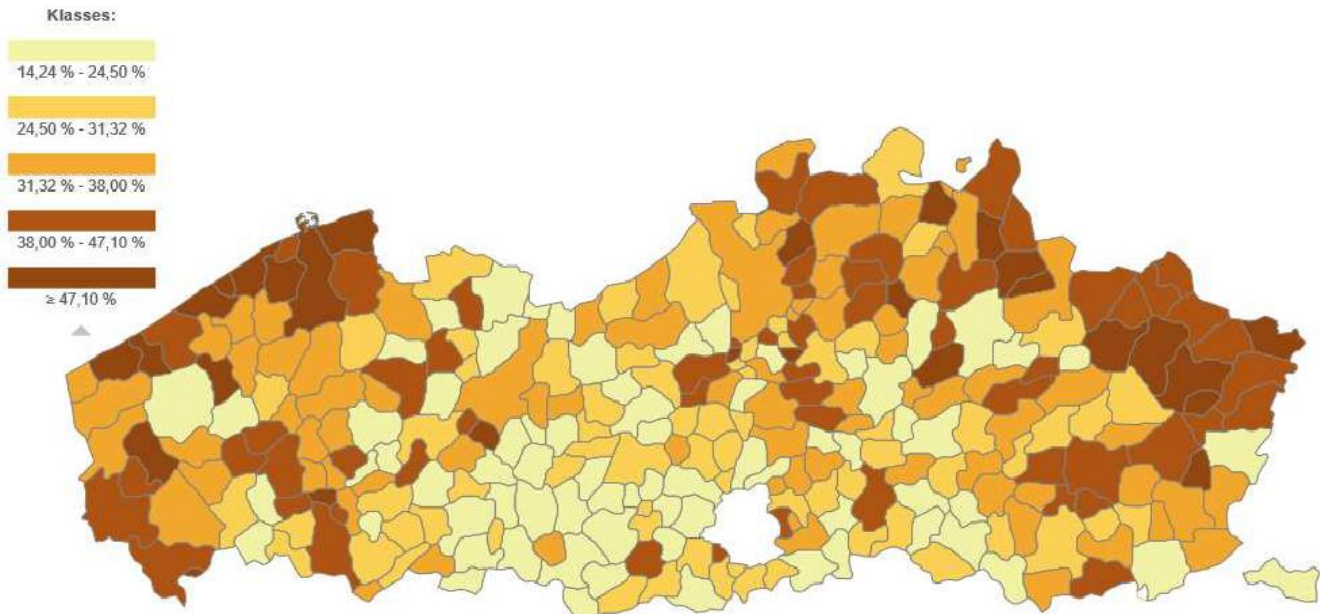 Klasses:
14,24 % - 24,50 %
24,50 % - 31,32 %
31,32 % - 38,00 %
38,00 % - 47,10 %
≥ 47,10 %